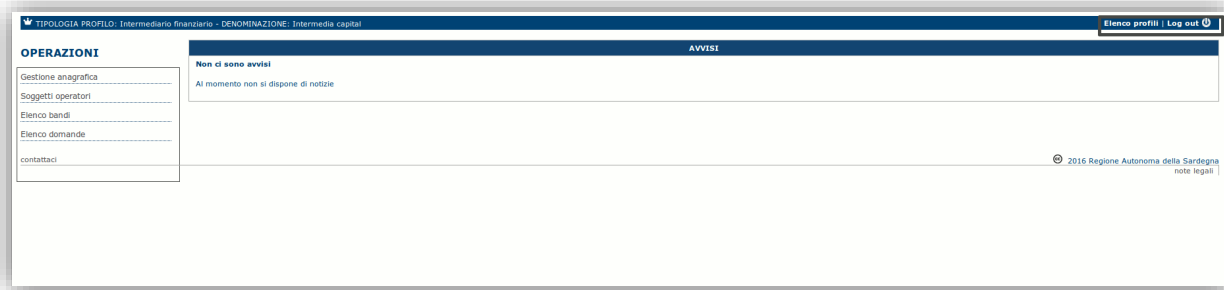 TIPOLOGIA PROFILO: Intermediario finanziario - DENOMINAZIONE: Intermedia capital
Elenco profili | Log out
OPERAZIONI
Gestione anagrafica
Soggetti operatori
Elenco bandi
Elenco domande
contattaci
AVVISI
Non ci sono avvisi
Al momento non si dispone di notizie
2016 Regione Autonoma della Sardegna
note legali |